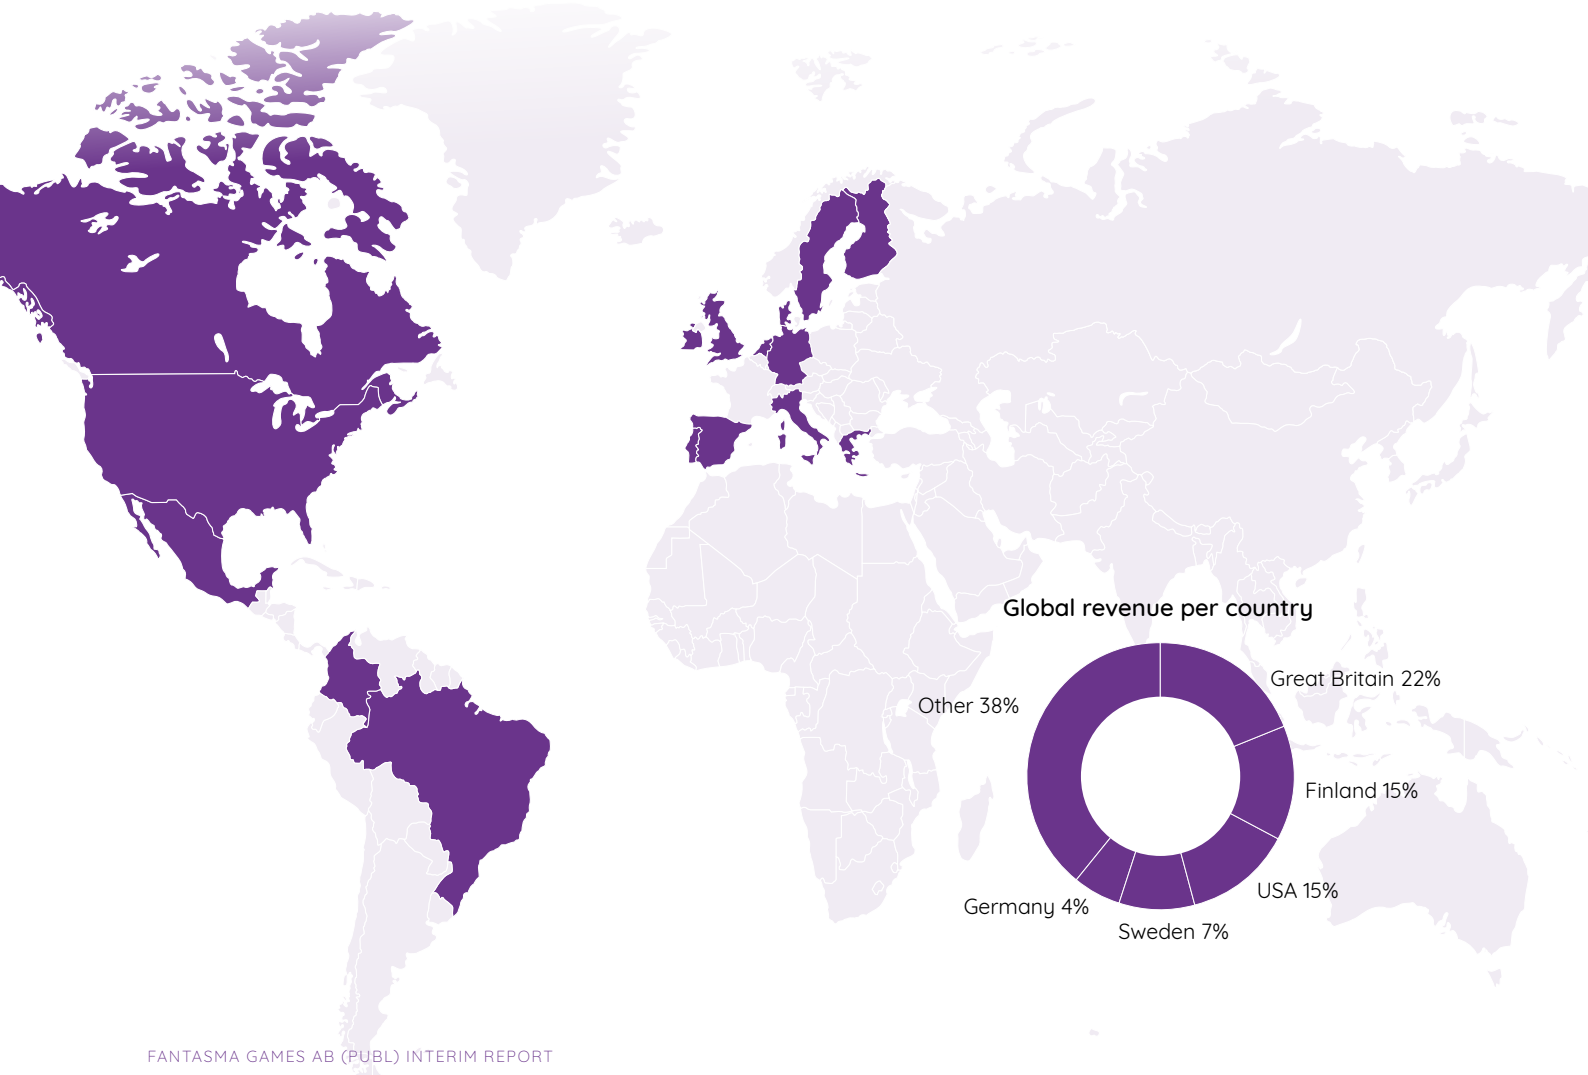 Global revenue per country
Great Britain 22%
Other 38%
Finland 15%
USA 15%
Germany 4%
Sweden 7%
FANTASMA GAMES AB (PUBL) INTERIM REPORT